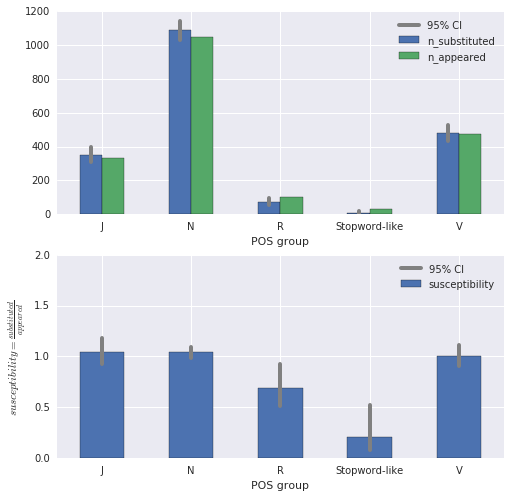 1200
1000
800
600
400
200
0
95% CI
n_substituted
n_appeared
J N R Stopword-like V
POS group
2.0
1.5
1.0
0.5
0.0
susceptibility = substituted/appeared
95% CI
susceptibility
J N R Stopword-like V
POS group